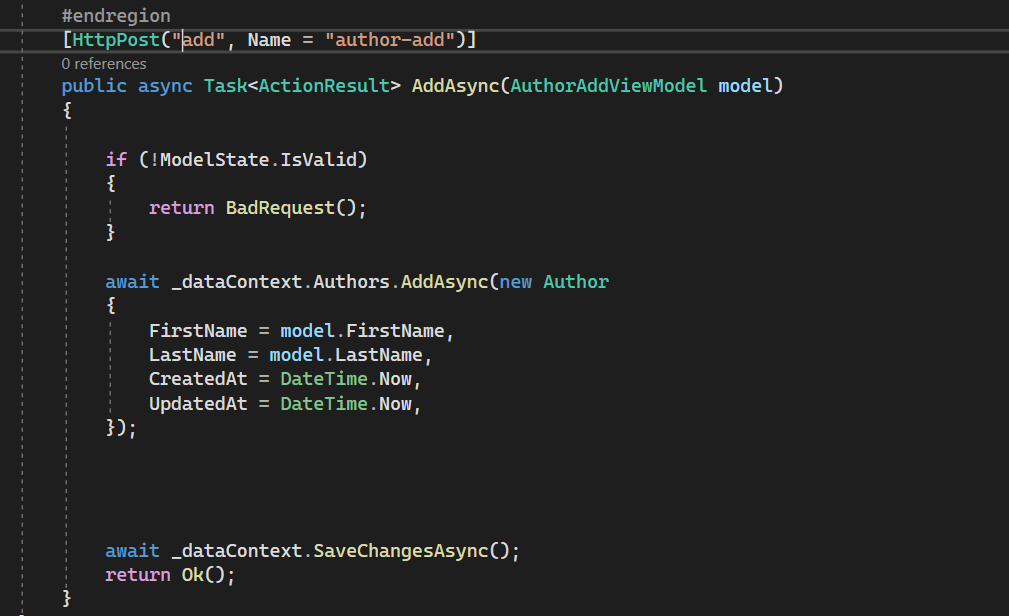 #endregion
[HttpPost("add", Name = "author-add")]
0 references
public async Task<ActionResult> AddAsync(AuthorAddViewModel model)
{
if (!ModelState.IsValid)
{
return BadRequest();
}
await _dataContext.Authors.AddAsync(new Author
{
FirstName = model.FirstName,
LastName = model.LastName,
CreatedAt = DateTime.Now,
UpdatedAt = DateTime.Now,
});
await _dataContext.SaveChangesAsync();
return Ok();
}